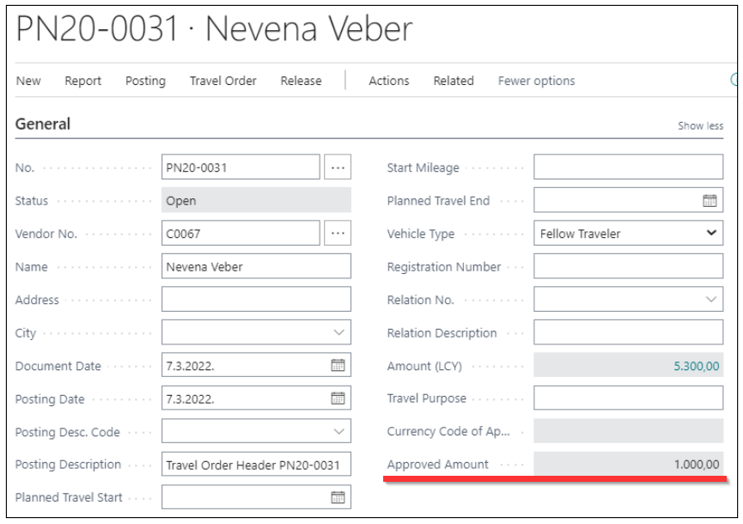 PN20-0031 · Nevena Veber
New Report Posting Travel Order Release Actions Related Fewer options
General Show less
No. PN20-0031 ...
Status Open
Vendor No. C0067 ...
Name Nevena Veber
Address
City
Document Date 7.3.2022.
Posting Date 7.3.2022.
Posting Desc. Code
Posting Description Travel Order Header PN20-0031
Planned Travel Start
Start Mileage
Planned Travel End
Vehicle Type Fellow Traveler
Registration Number
Relation No.
Relation Description
Amount (LCY) 5.300,00
Travel Purpose
Currency Code of Ap...
Approved Amount 1.000,00